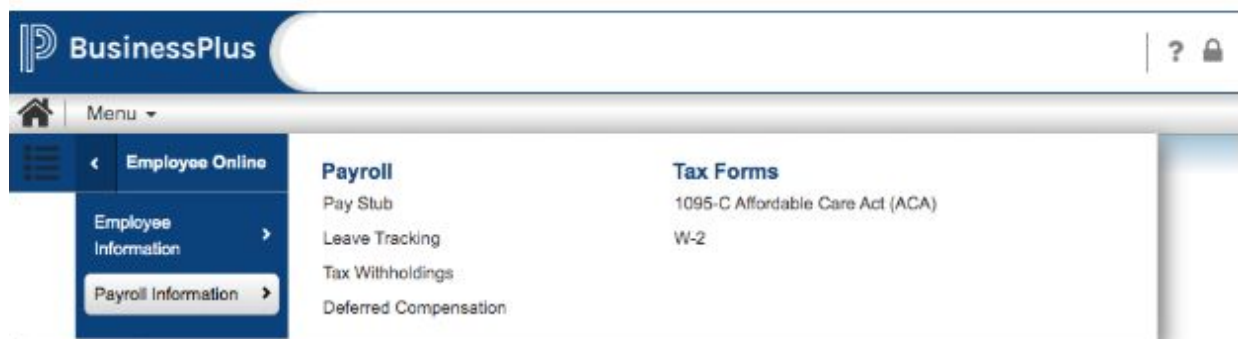 BusinessPlus
?
Menu
Employee Online
Employee
Information
Payroll Information
Payroll
Pay Stub
Leave Tracking
Tax Withholdings
Deferred Compensation
Tax Forms
1095-C Affordable Care Act (ACA)
W-2